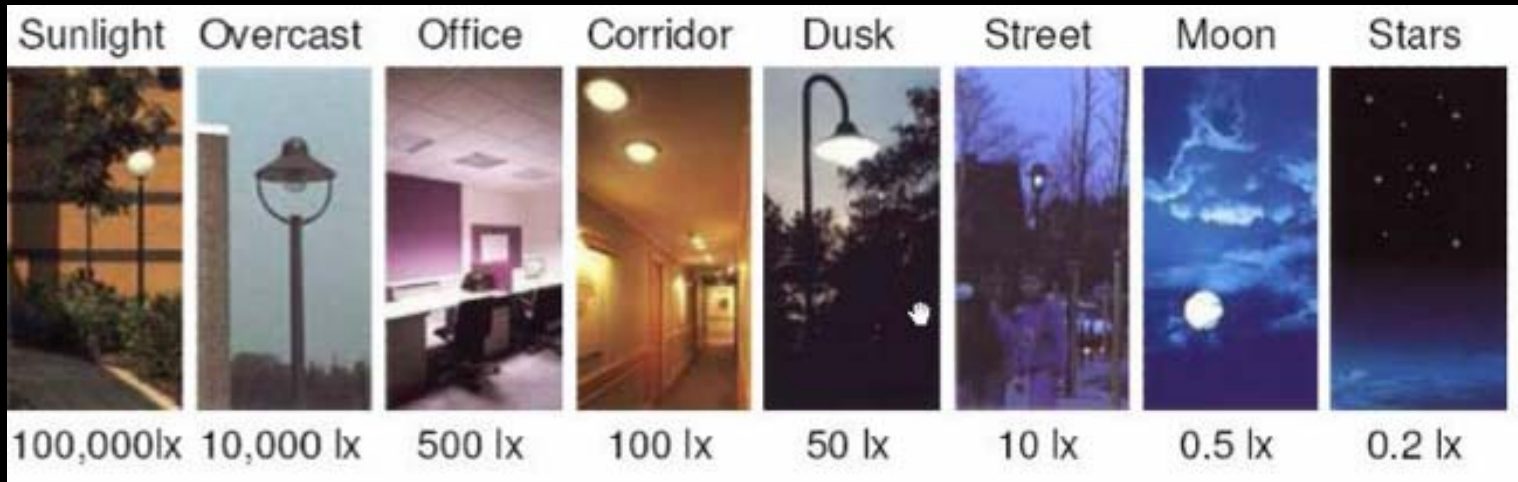 Sunlight Overcast Office Corridor Dusk Street Moon Stars
100,000lx 10,000 lx 500 lx 100 lx 50 lx 10 lx 0.5 lx 0.2 lx